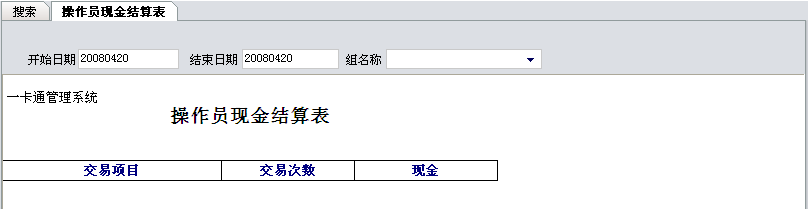 搜索 操作员现金结算表
开始日期 20080420 结束日期 20080420 组名称
一卡通管理系统
操作员现金结算表
交易项目 交易次数 现金